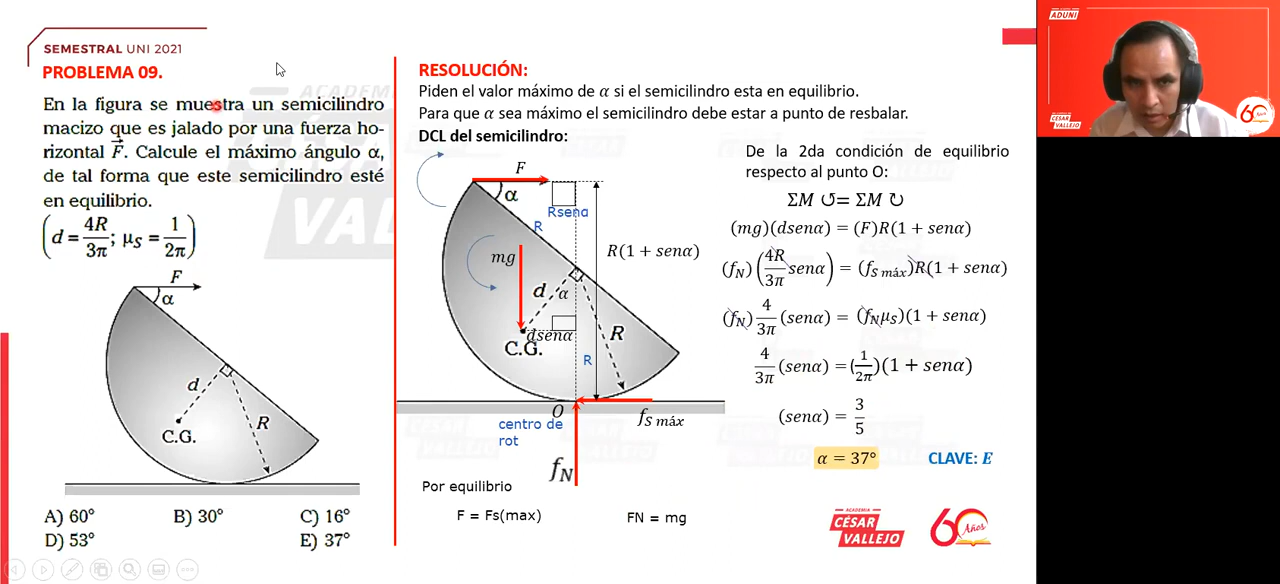 SEMESTRAL UNI 2021
PROBLEMA 09.
En la figura se muestra un semicilindro
macizo que es jalado por una fuerza ho-
rizontal F⃗. Calcule el máximo ángulo α,
de tal forma que este semicilindro esté
en equilibrio.
(d = 4R/3π; μS = 1/2π)
F
α
d
R
C.G.
A) 60° B) 30° C) 16°
D) 53° E) 37°
RESOLUCIÓN:
Piden el valor máximo de α si el semicilindro esta en equilibrio.
Para que α sea máximo el semicilindro debe estar a punto de resbalar.
DCL del semicilindro:
F
α
Rsena
R
mg
R(1 + senα)
d
α
dsenα
C.G.
R
R
O
fS máx
centro de
rot
fN
Por equilibrio
F = Fs(max) FN = mg
De la 2da condición de equilibrio
respecto al punto O:
ΣM ↺= ΣM ↻
(mg)(dsenα) = (F)R(1 + senα)
(fN)(4R/3π senα) = (fS máx)R(1 + senα)
(fN) 4/3π (senα) = (fNμS)(1 + senα)
4/3π (senα) = (1/2π)(1 + senα)
(senα) = 3/5
α = 37° CLAVE: E
ACADEMIA
CÉSAR
VALLEJO
60 Años
ADUNI
CÉSAR
VALLEJO
60